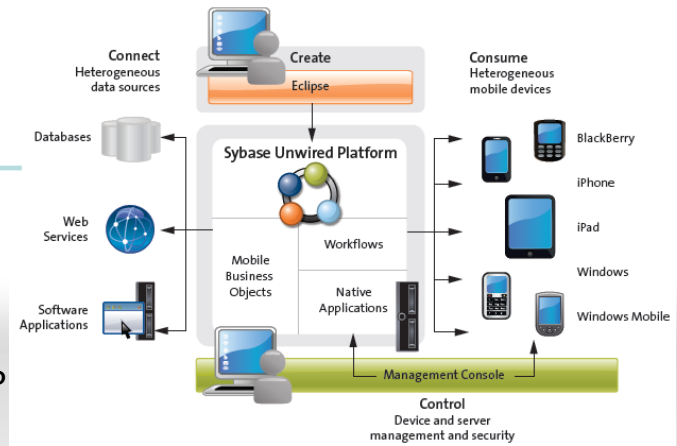 Connect
Heterogeneous
data sources
Create
Eclipse
Consume
Heterogeneous
mobile devices
Databases
Web
Services
Software
Applications
Sybase Unwired Platform
Mobile
Business
Objects
Workflows
Native
Applications
BlackBerry
iPhone
iPad
Windows
Windows Mobile
Management Console
Control
Device and server
management and security